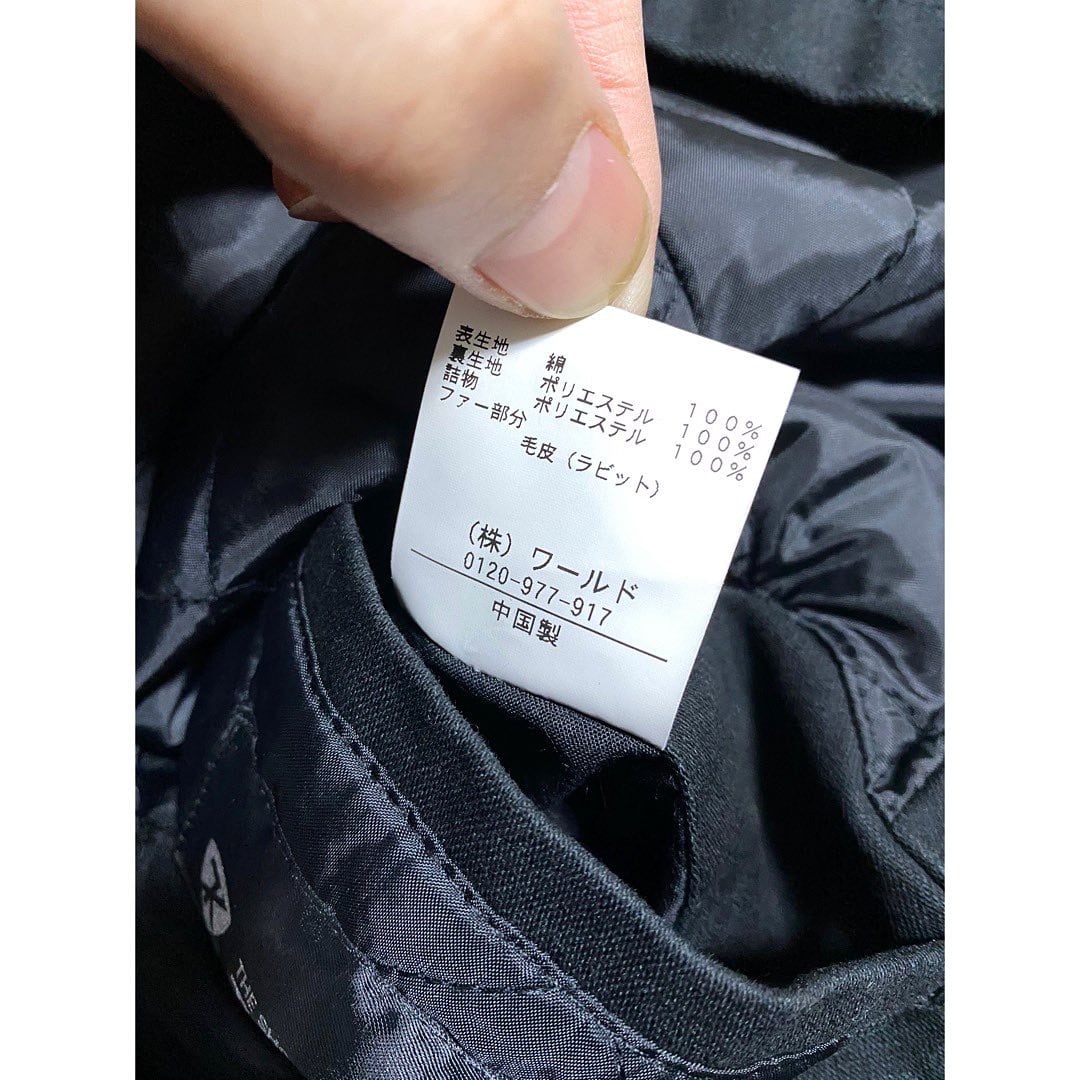 表生地 綿 100%
裏生地 ポリエステル 100%
詰物 ポリエステル 100%
ファー部分
毛皮（ラビット）
（株）ワールド
0120-977-917
中国製
THE